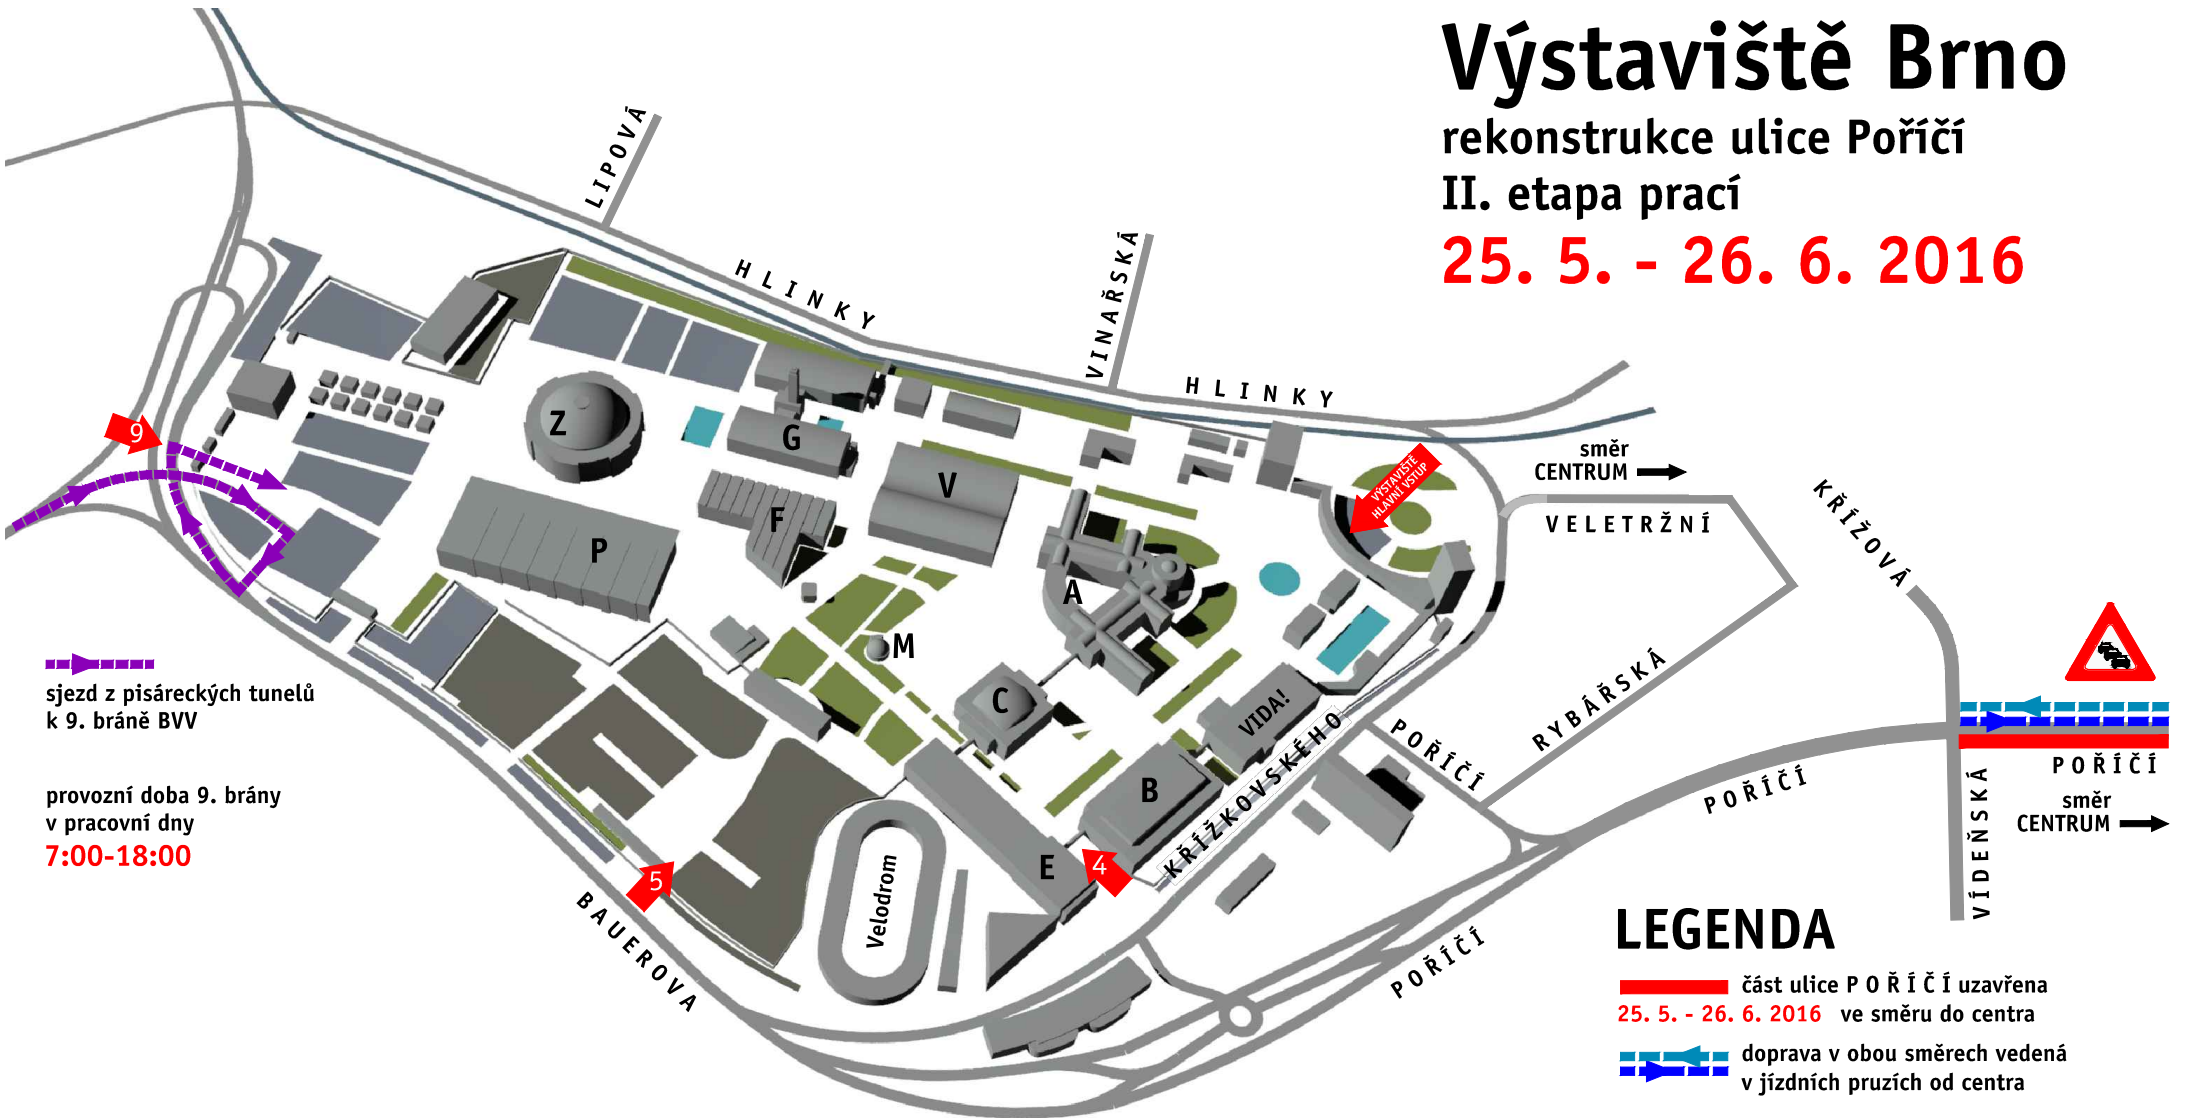 Výstaviště Brno
rekonstrukce ulice Poříčí
II. etapa prací
25. 5. - 26. 6. 2016
LIPOVÁ
HLINKY
VINAŘSKÁ
HLINKY
směr
CENTRUM
VELETRŽNÍ
KŘÍŽOVÁ
VÝSTAVIŠTĚ
HLAVNÍ VSTUP
9
Z
G
V
F
P
A
M
C
VIDA!
B
E
4
5
Velodrom
KŘÍŽKOVSKÉHO
POŘÍČÍ
RYBÁŘSKÁ
POŘÍČÍ
POŘÍČÍ
VÍDEŇSKÁ
POŘÍČÍ
směr
CENTRUM
BAUEROVA
sjezd z pisáreckých tunelů
k 9. bráně BVV
provozní doba 9. brány
v pracovní dny
7:00-18:00
LEGENDA
část ulice POŘÍČÍ uzavřena
25. 5. - 26. 6. 2016 ve směru do centra
doprava v obou směrech vedená
v jízdních pruzích od centra